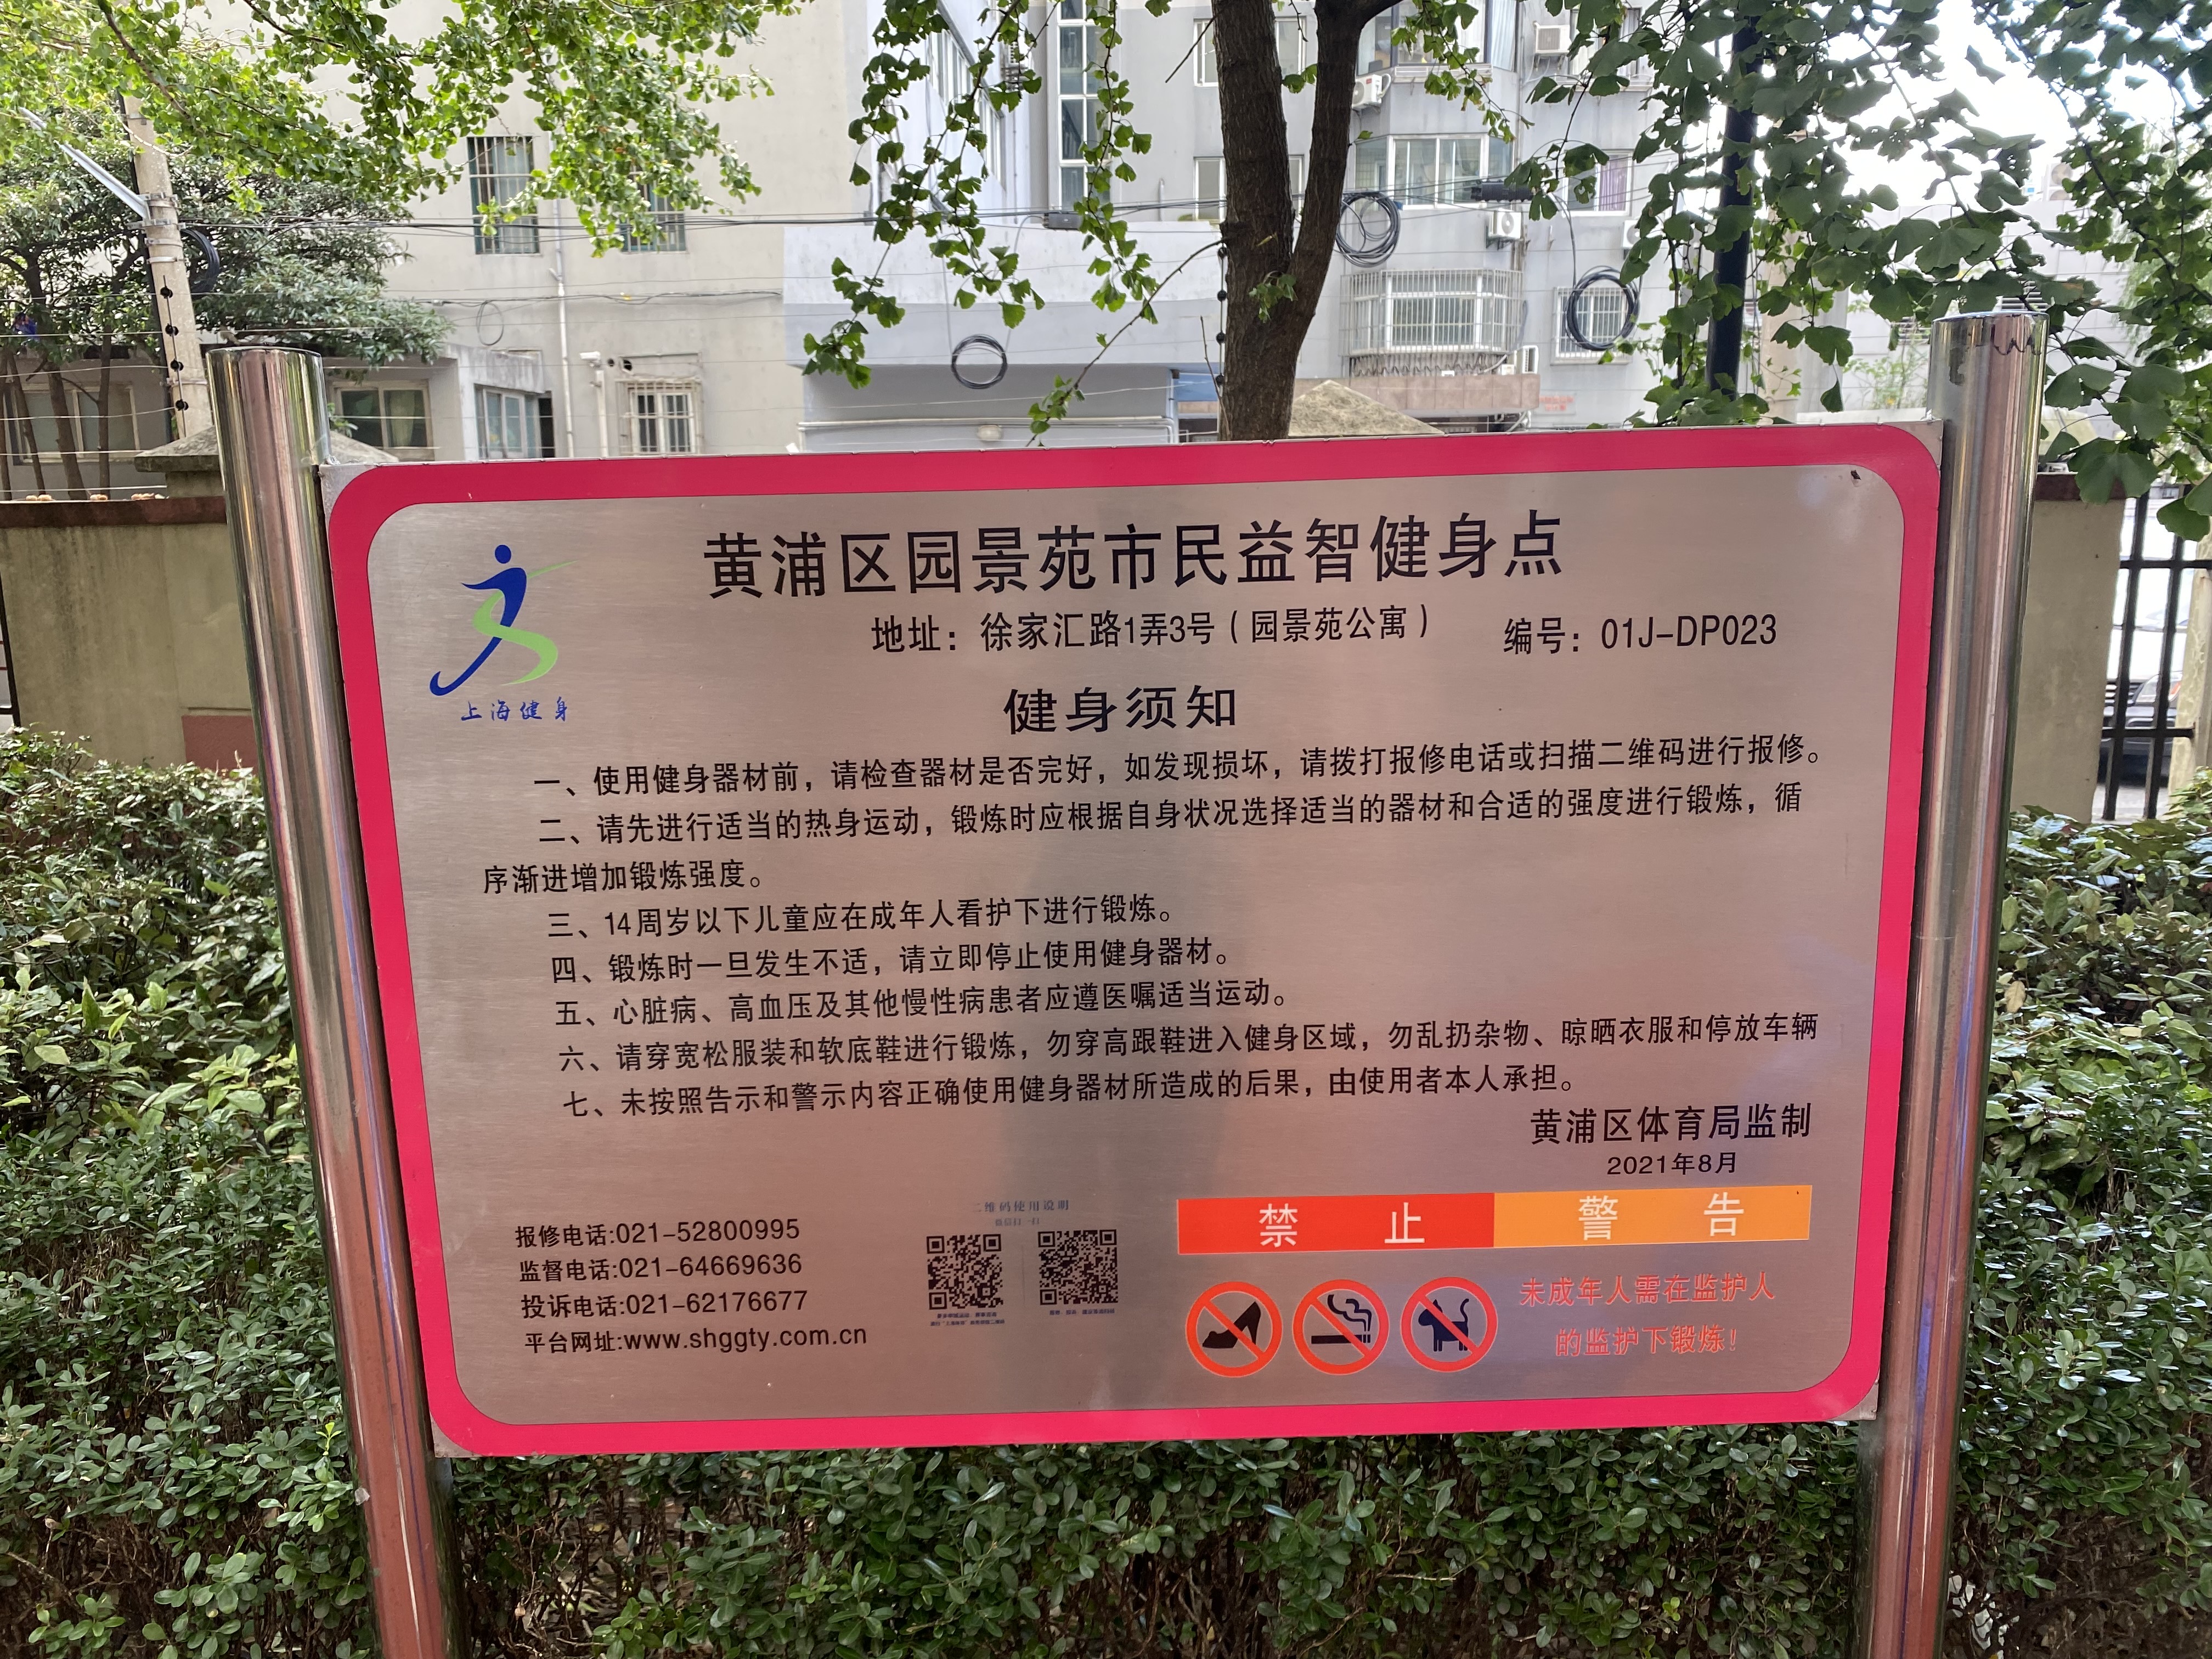 黄浦区园景苑市民益智健身点
地址：徐家汇路1弄3号（园景苑公寓） 编号：01J-DP023
上海健身
健身须知
一、使用健身器材前，请检查器材是否完好，如发现损坏，请拨打报修电话或扫描二维码进行报修。
二、请先进行适当的热身运动，锻炼时应根据自身状况选择适当的器材和合适的强度进行锻炼，循
序渐进增加锻炼强度。
三、14周岁以下儿童应在成年人看护下进行锻炼。
四、锻炼时一旦发生不适，请立即停止使用健身器材。
五、心脏病、高血压及其他慢性病患者应遵医嘱适当运动。
六、请穿宽松服装和软底鞋进行锻炼，勿穿高跟鞋进入健身区域，勿乱扔杂物、晾晒衣服和停放车辆
七、未按照告示和警示内容正确使用健身器材所造成的后果，由使用者本人承担。
黄浦区体育局监制
2021年8月
报修电话:021-52800995
监督电话:021-64669636
投诉电话:021-62176677
平台网址:www.shggty.com.cn
二维码使用说明
禁止 警告
未成年人需在监护人
的监护下锻炼！